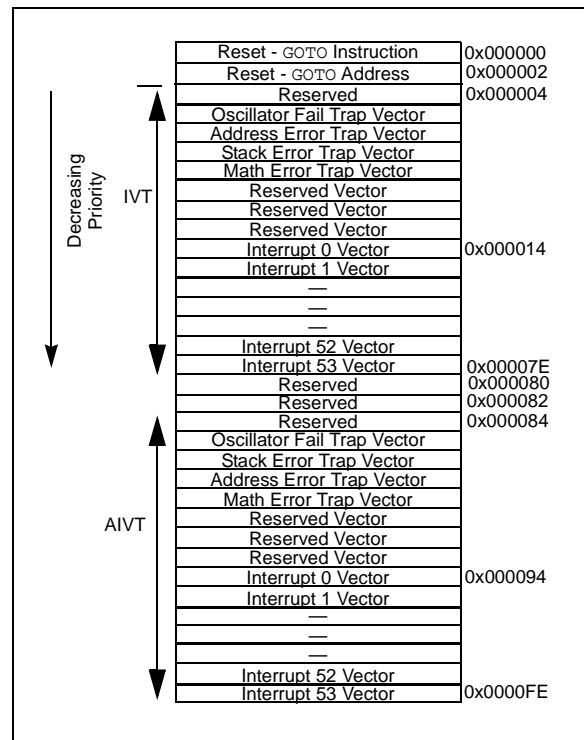 Reset - GOTO Instruction 0x000000
Reset - GOTO Address 0x000002
Reserved 0x000004
Oscillator Fail Trap Vector
Address Error Trap Vector
Stack Error Trap Vector
Math Error Trap Vector
Reserved Vector
Reserved Vector
Reserved Vector
Interrupt 0 Vector 0x000014
Interrupt 1 Vector
—
—
—
Interrupt 52 Vector
Interrupt 53 Vector 0x00007E
Reserved 0x000080
Reserved 0x000082
Reserved 0x000084
Oscillator Fail Trap Vector
Stack Error Trap Vector
Address Error Trap Vector
Math Error Trap Vector
Reserved Vector
Reserved Vector
Reserved Vector
Interrupt 0 Vector 0x000094
Interrupt 1 Vector
—
—
—
Interrupt 52 Vector
Interrupt 53 Vector 0x0000FE
Decreasing
Priority
IVT
AIVT